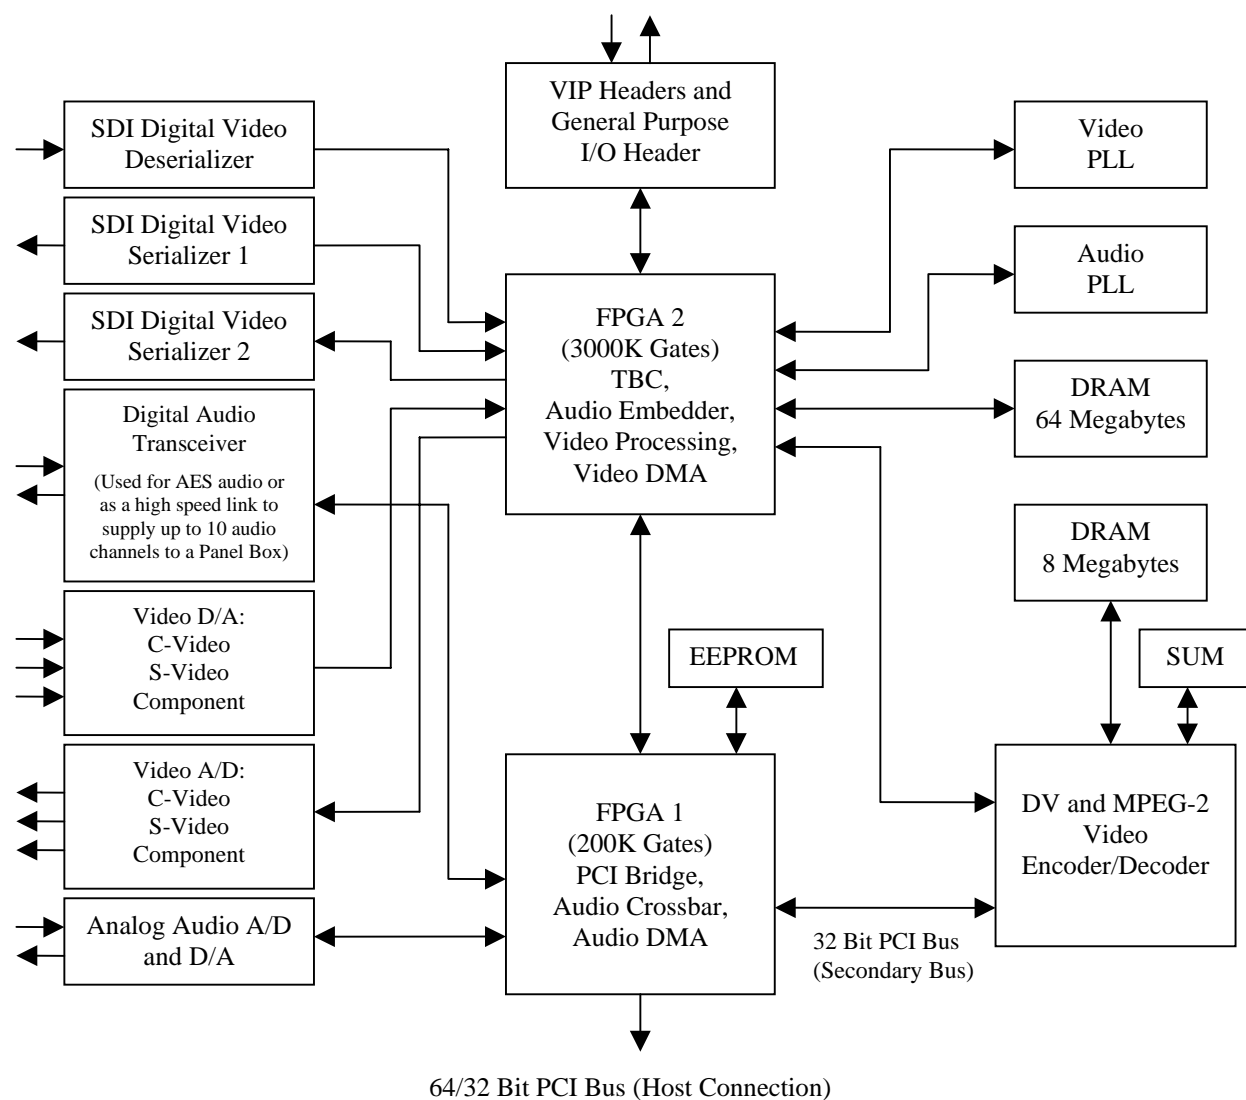 VIP Headers and
General Purpose
I/O Header
SDI Digital Video
Deserializer
SDI Digital Video
Serializer 1
SDI Digital Video
Serializer 2
Digital Audio
Transceiver
(Used for AES audio or
as a high speed link to
supply up to 10 audio
channels to a Panel Box)
Video D/A:
C-Video
S-Video
Component
Video A/D:
C-Video
S-Video
Component
Analog Audio A/D
and D/A
FPGA 2
(3000K Gates)
TBC,
Audio Embedder,
Video Processing,
Video DMA
EEPROM
FPGA 1
(200K Gates)
PCI Bridge,
Audio Crossbar,
Audio DMA
Video
PLL
Audio
PLL
DRAM
64 Megabytes
DRAM
8 Megabytes
SUM
DV and MPEG-2
Video
Encoder/Decoder
32 Bit PCI Bus
(Secondary Bus)
64/32 Bit PCI Bus (Host Connection)